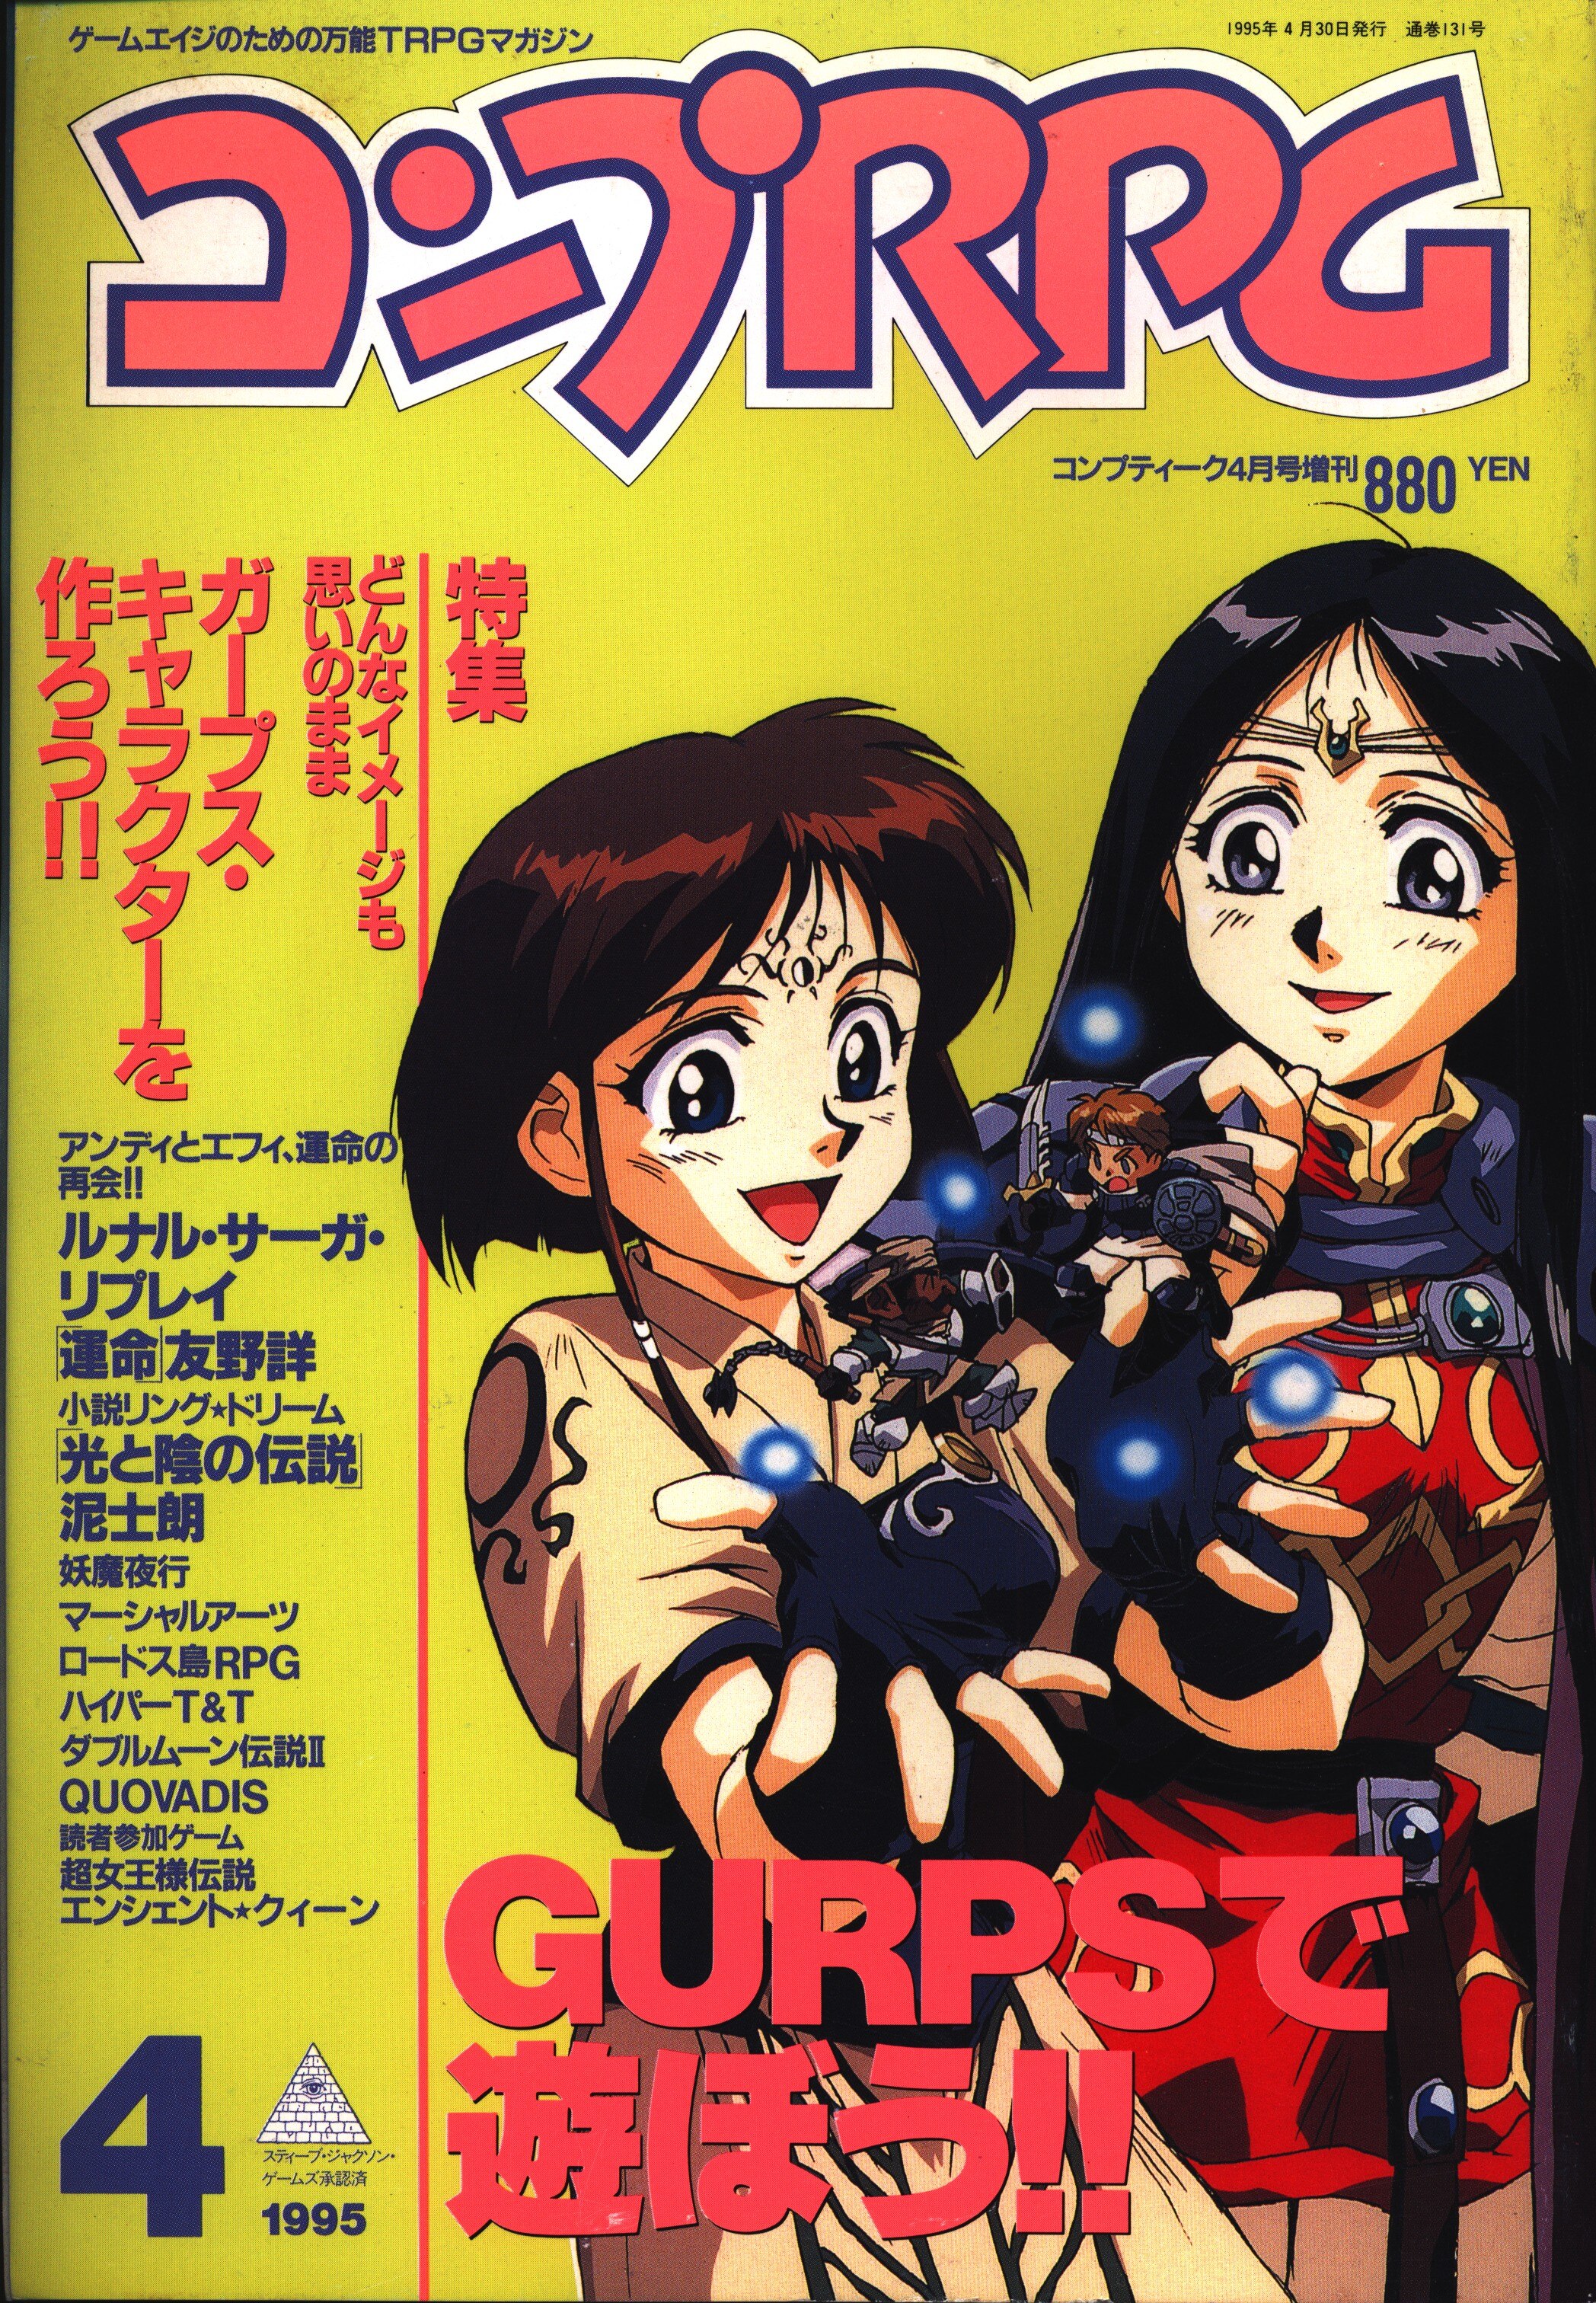 ゲームエイジのための万能TRPGマガジン
1995年4月30日発行 通巻131号
コンプRPG
コンプティーク4月号増刊880 YEN
特集
どんなイメージも
思いのまま
ガープス・
キャラクターを
作ろう!!
アンディとエフィ、運命の
再会!!
ルナル・サーガ・
リプレイ
「運命」友野詳
小説リング★ドリーム
「光と陰の伝説」
泥士朗
妖魔夜行
マーシャルアーツ
ロードス島RPG
ハイパーT&T
ダブルムーン伝説II
QUOVADIS
読者参加ゲーム
超女王様伝説
エンシェント★クィーン
GURPSで
遊ぼう!!
4
スティーブ・ジャクソン・
ゲームズ承認済
1995